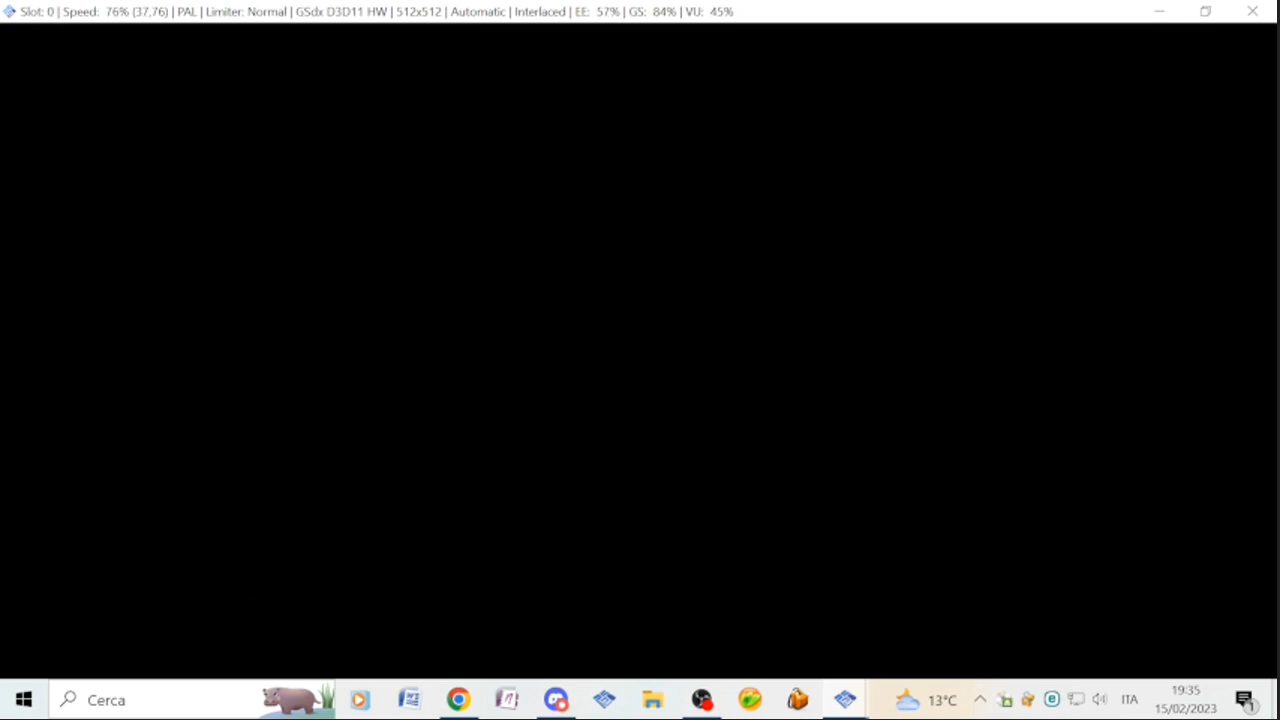 Slot: 0 | Speed: 76% (37,76) | PAL | Limiter: Normal | GSdx D3D11 HW | 512x512 | Automatic | Interlaced | EE: 57% | GS: 84% | VU: 45%
Cerca
13°C
ITA
19:35
15/02/2023
1